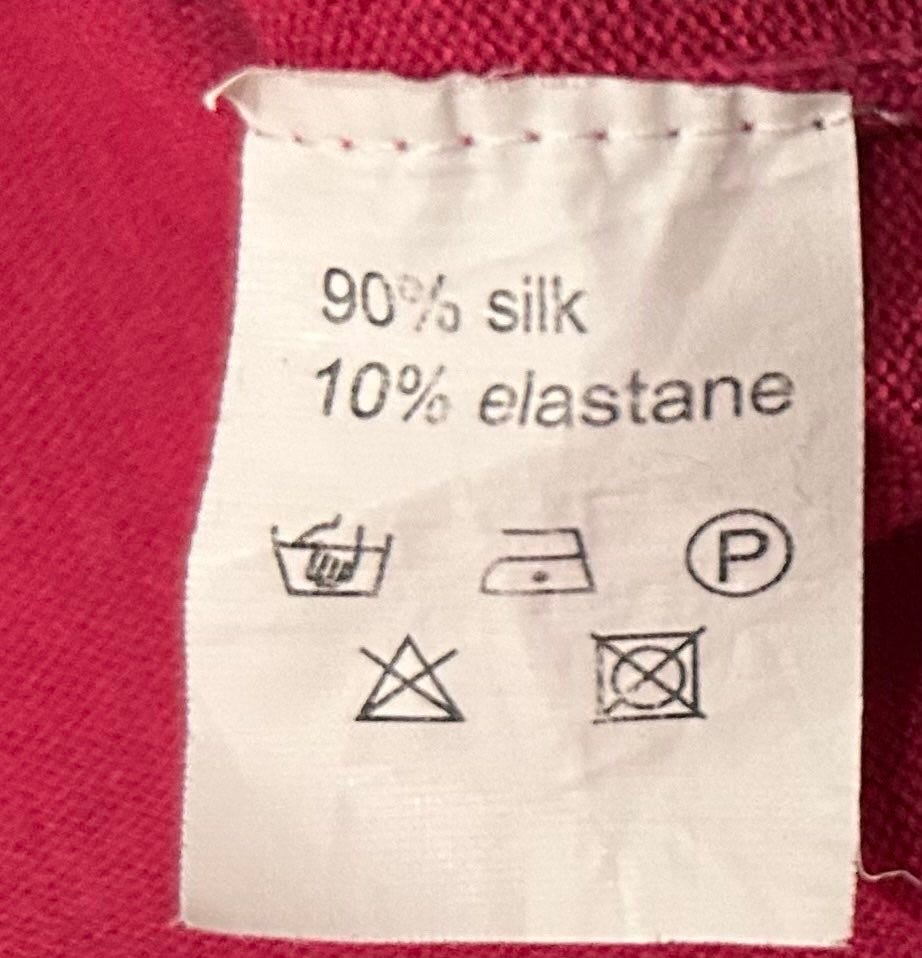 90% silk
10% elastane
P